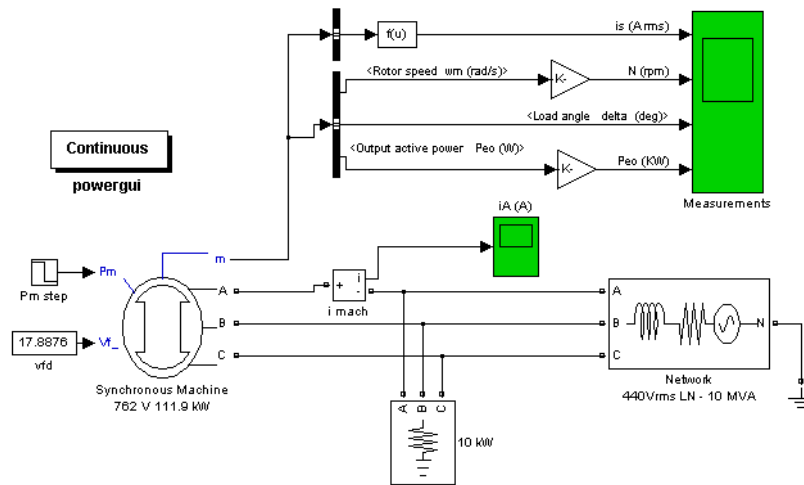 is (A rms)
f(u)
<Rotor speed wm (rad/s)>
K-
N (rpm)
<Load angle delta (deg)>
<Output active power Peo (W)>
K-
Peo (KW)
Measurements
Continuous
powergui
iA (A)
m
Pm
Pm step
A
+
i
-
i mach
A
B
B
N
17.8876
Vf_
vfd
C
C
Synchronous Machine
762 V 111.9 kW
Network
440Vrms LN - 10 MVA
A
B
C
10 kW